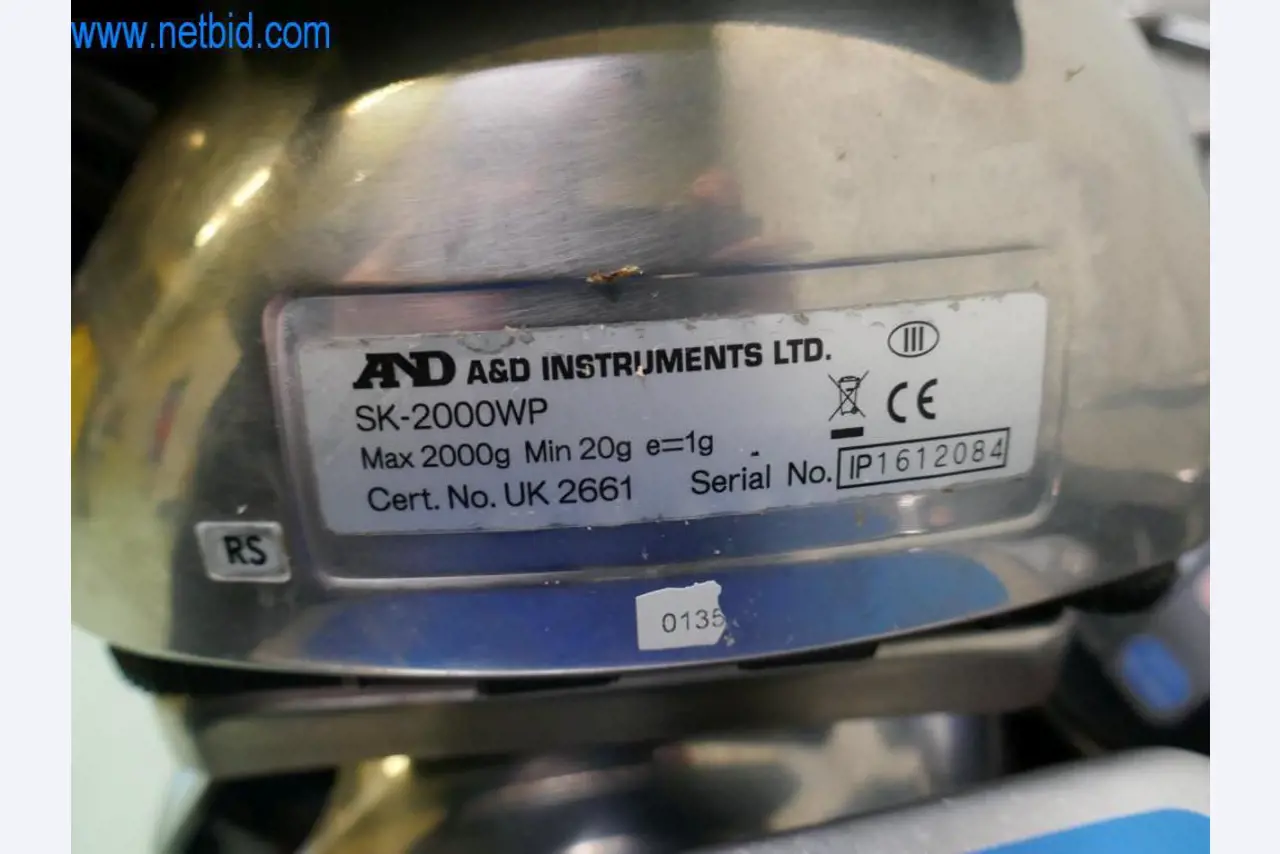 www.netbid.com
AND A&D INSTRUMENTS LTD.
III
SK-2000WP
CE
Max 2000g Min 20g e=1g
Cert. No. UK 2661
Serial No. IP1612084
RS
0135